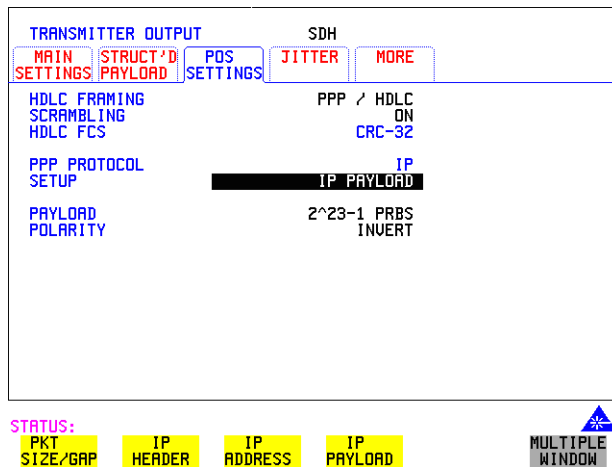 TRANSMITTER OUTPUT SDH
MAIN SETTINGS STRUCT'D PAYLOAD POS SETTINGS JITTER MORE
HDLC FRAMING PPP / HDLC
SCRAMBLING ON
HDLC FCS CRC-32
PPP PROTOCOL IP
SETUP IP PAYLOAD
PAYLOAD 2^23-1 PRBS
POLARITY INVERT
STATUS:
PKT SIZE/GAP IP HEADER IP ADDRESS IP PAYLOAD MULTIPLE WINDOW